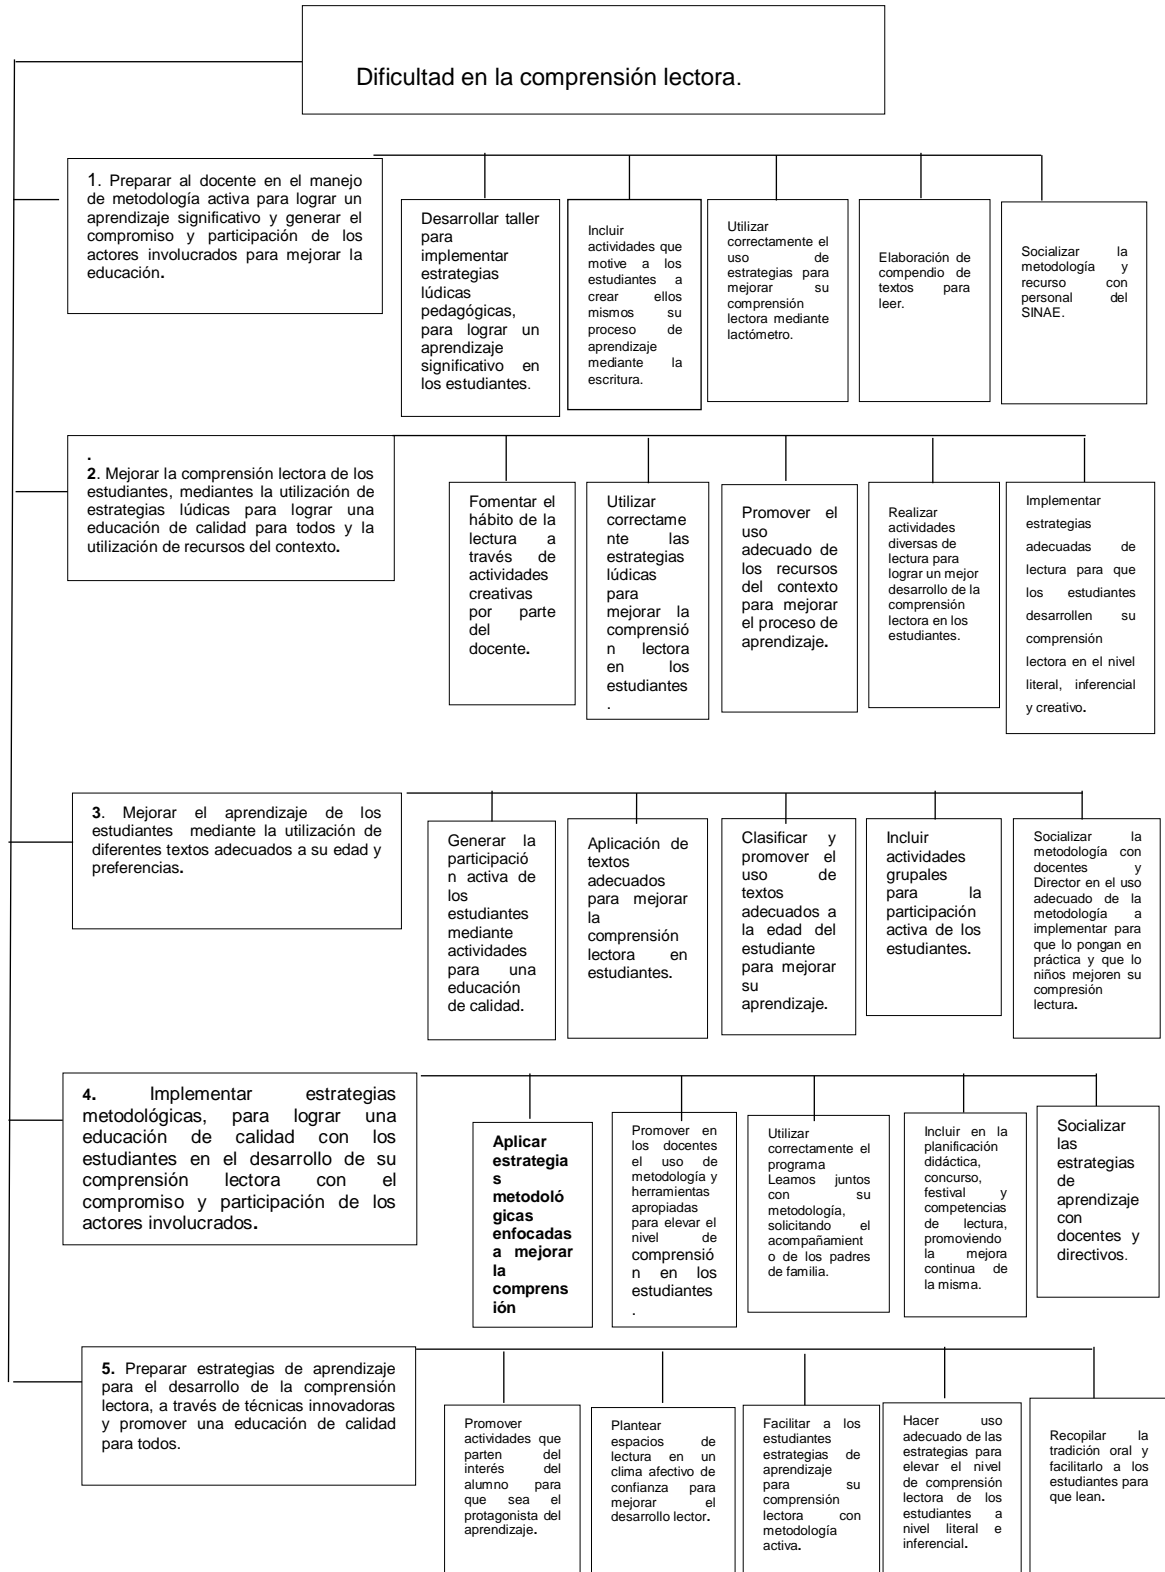 Dificultad en la comprensión lectora.
1. Preparar al docente en el manejo
de metodología activa para lograr un
aprendizaje significativo y generar el
compromiso y participación de los
actores involucrados para mejorar la
educación.
Desarrollar taller
para
implementar
estrategias
lúdicas
pedagógicas,
para lograr un
aprendizaje
significativo en
los estudiantes.
Incluir
actividades que
motive a los
estudiantes a
crear ellos
mismos su
proceso de
aprendizaje
mediante la
escritura.
Utilizar
correctamente el
uso de
estrategias para
mejorar su
comprensión
lectora mediante
lactómetro.
Elaboración de
compendio de
textos para
leer.
Socializar la
metodología y
recurso con
personal del
SINAE.
.
2. Mejorar la comprensión lectora de los
estudiantes, mediantes la utilización de
estrategias lúdicas para lograr una
educación de calidad para todos y la
utilización de recursos del contexto.
Fomentar el
hábito de la
lectura a
través de
actividades
creativas
por parte
del
docente.
Utilizar
correctame
nte las
estrategias
lúdicas
para
mejorar la
comprensió
n lectora
en los
estudiantes
.
Promover el
uso
adecuado de
los recursos
del contexto
para mejorar
el proceso de
aprendizaje.
Realizar
actividades
diversas de
lectura para
lograr un mejor
desarrollo de la
comprensión
lectora en los
estudiantes.
Implementar
estrategias
adecuadas de
lectura para que
los estudiantes
desarrollen su
comprensión
lectora en el nivel
literal, inferencial
y creativo.
3. Mejorar el aprendizaje de los
estudiantes mediante la utilización de
diferentes textos adecuados a su edad y
preferencias.
Generar la
participació
n activa de
los
estudiantes
mediante
actividades
para una
educación
de calidad.
Aplicación de
textos
adecuados
para mejorar
la
comprensión
lectora en
estudiantes.
Clasificar y
promover el
uso de
textos
adecuados a
la edad del
estudiante
para mejorar
su
aprendizaje.
Incluir
actividades
grupales
para la
participación
activa de los
estudiantes.
Socializar la
metodología con
docentes y
Director en el uso
adecuado de la
metodología a
implementar para
que lo pongan en
práctica y que lo
niños mejoren su
compresión
lectura.
4. Implementar estrategias
metodológicas, para lograr una
educación de calidad con los
estudiantes en el desarrollo de su
comprensión lectora con el
compromiso y participación de los
actores involucrados.
Aplicar
estrategia
s
metodoló
gicas
enfocadas
a mejorar
la
comprens
ión
Promover en
los docentes
el uso de
metodología y
herramientas
apropiadas
para elevar el
nivel de
comprensió
n en los
estudiantes
.
Utilizar
correctamente el
programa
Leamos juntos
con su
metodología,
solicitando el
acompañamient
o de los padres
de familia.
Incluir en la
planificación
didáctica,
concurso,
festival y
competencias
de lectura,
promoviendo
la mejora
continua de
la misma.
Socializar
las
estrategias
de
aprendizaje
con
docentes y
directivos.
5. Preparar estrategias de aprendizaje
para el desarrollo de la comprensión
lectora, a través de técnicas innovadoras
y promover una educación de calidad
para todos.
Promover
actividades que
parten del
interés del
alumno para
que sea el
protagonista del
aprendizaje.
Plantear
espacios de
lectura en un
clima afectivo de
confianza para
mejorar el
desarrollo lector.
Facilitar a los
estudiantes
estrategias de
aprendizaje
para su
comprensión
lectora con
metodología
activa.
Hacer uso
adecuado de las
estrategias para
elevar el nivel
de comprensión
lectora de los
estudiantes a
nivel literal e
inferencial.
Recopilar la
tradición oral y
facilitarlo a los
estudiantes para
que lean.